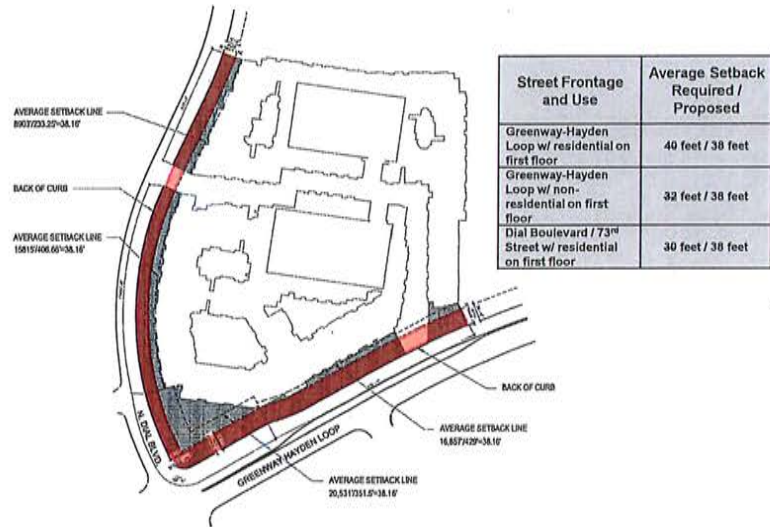 AVERAGE SETBACK LINE
8903'/233.25'=38.16'
BACK OF CURB
AVERAGE SETBACK LINE
15815'/406.66'=38.16'
N. DIAL BLVD.
GREENWAY HAYDEN LOOP
BACK OF CURB
AVERAGE SETBACK LINE
16,857'/429'=38.16'
AVERAGE SETBACK LINE
20,531'/351.5'=38.16'
Street Frontage
and Use
Average Setback
Required /
Proposed
Greenway-Hayden
Loop w/ residential on
first floor
40 feet / 38 feet
Greenway-Hayden
Loop w/ non-
residential on first
floor
32 feet / 38 feet
Dial Boulevard / 73rd
Street w/ residential
on first floor
30 feet / 38 feet